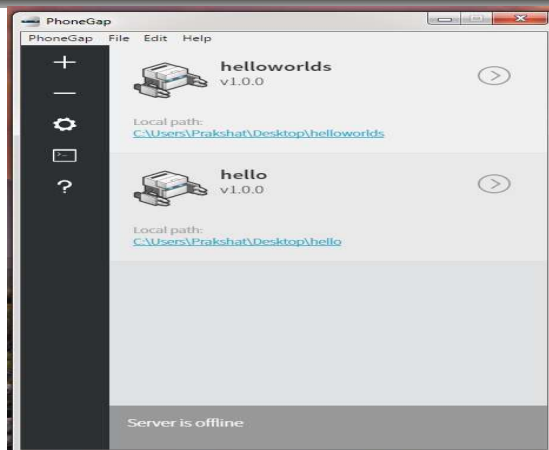 PhoneGap
PhoneGap File Edit Help
helloworlds
v1.0.0
Local path:
C:\Users\Prakshat\Desktop\helloworlds
hello
v1.0.0
Local path:
C:\Users\Prakshat\Desktop\hello
Server is offline